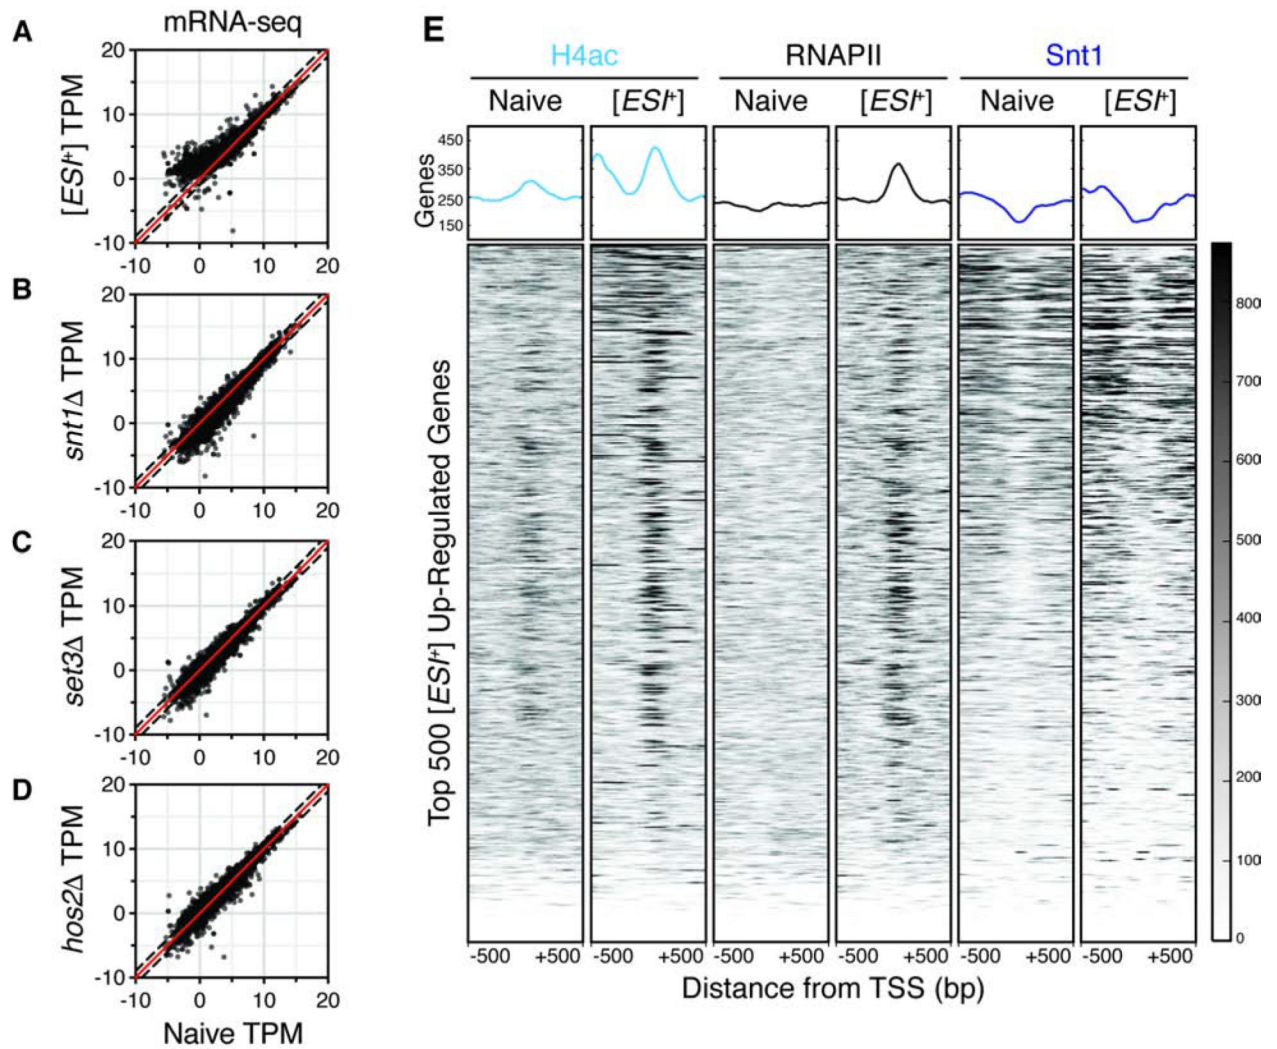 A
mRNA-seq
[ESI+] TPM
20
10
0
-10
-10 0 10 20
B
snt1Δ TPM
20
10
0
-10
-10 0 10 20
C
set3Δ TPM
20
10
0
-10
-10 0 10 20
D
hos2Δ TPM
20
10
0
-10
-10 0 10 20
Naive TPM
E
H4ac RNAPII Snt1
Naive [ESI+] Naive [ESI+] Naive [ESI+]
Genes
450
350
250
150
Top 500 [ESI+] Up-Regulated Genes
800
700
600
500
400
300
200
100
0
-500 +500 -500 +500 -500 +500 -500 +500 -500 +500 -500 +500
Distance from TSS (bp)